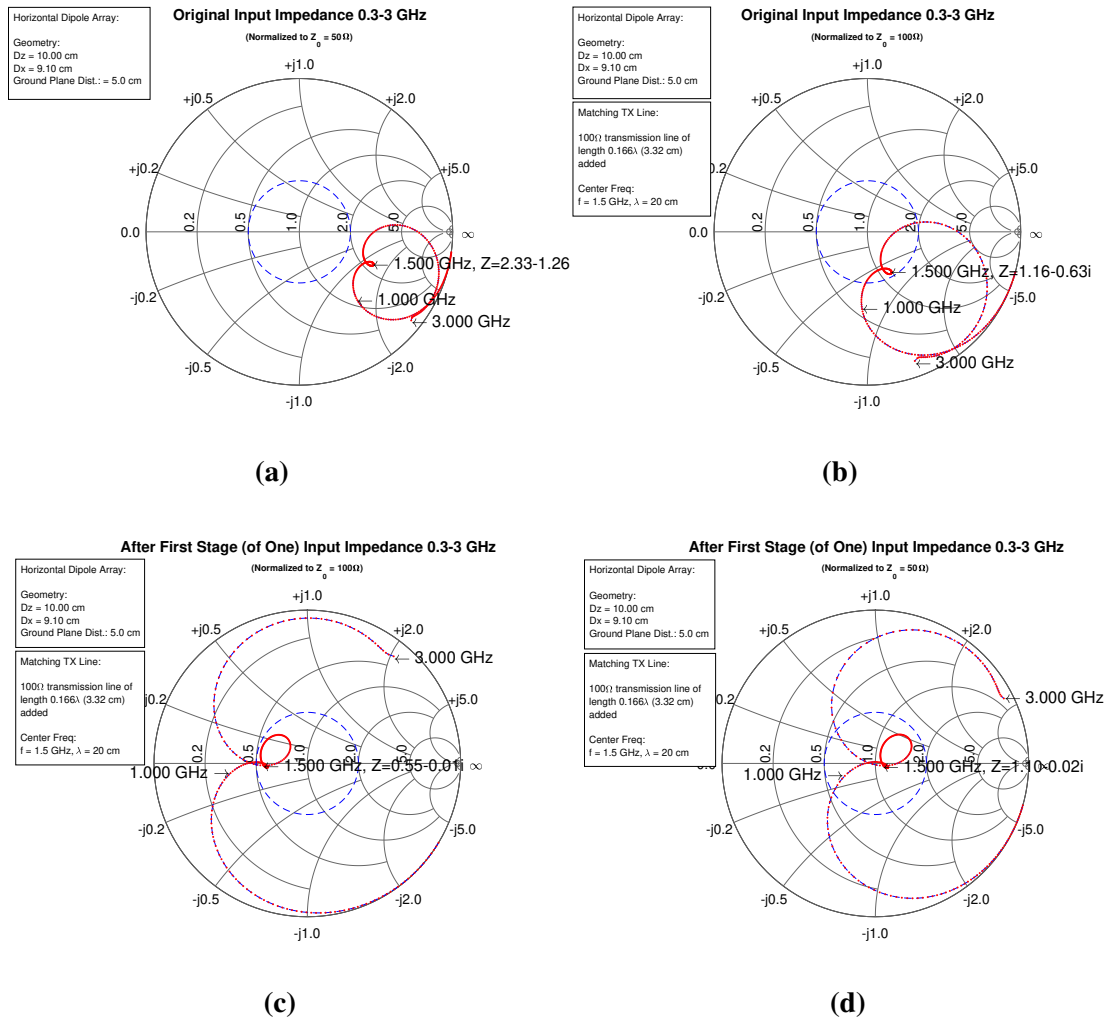 Original Input Impedance 0.3-3 GHz
(Normalized to Z0 = 50Ω)
Horizontal Dipole Array:
Geometry:
Dz = 10.00 cm
Dx = 9.10 cm
Ground Plane Dist.: = 5.0 cm
+j1.0
+j0.5
+j2.0
+j0.2
+j5.0
0.0
0.2
0.5
1.0
2.0
5.0
∞
← 1.500 GHz, Z=2.33-1.26
← 1.000 GHz
← 3.000 GHz
-j0.2
-j0.5
-j2.0
-j1.0
(a)
Original Input Impedance 0.3-3 GHz
(Normalized to Z0 = 100Ω)
Horizontal Dipole Array:
Geometry:
Dz = 10.00 cm
Dx = 9.10 cm
Ground Plane Dist.: 5.0 cm
Matching TX Line:
100Ω transmission line of
length 0.166λ (3.32 cm)
added
Center Freq:
f = 1.5 GHz, λ = 20 cm
+j1.0
+j0.5
+j2.0
j0.2
+j5.0
0.0
0.2
0.5
1.0
2.0
5.0
∞
← 1.500 GHz, Z=1.16-0.63i
← 1.000 GHz
← 3.000 GHz
-j0.2
-j5.0
-j0.5
-j2.0
-j1.0
(b)
After First Stage (of One) Input Impedance 0.3-3 GHz
(Normalized to Z0 = 100Ω)
Horizontal Dipole Array:
Geometry:
Dz = 10.00 cm
Dx = 9.10 cm
Ground Plane Dist.: 5.0 cm
Matching TX Line:
100Ω transmission line of
length 0.166λ (3.32 cm)
added
Center Freq:
f = 1.5 GHz, λ = 20 cm
+j1.0
+j0.5
+j2.0
← 3.000 GHz
+j0.2
+j5.0
0.2
0.5
1.0
2.0
5.0
1.000 GHz →
← 1.500 GHz, Z=0.55-0.01i ∞
-j0.2
-j5.0
-j0.5
-j2.0
-j1.0
(c)
After First Stage (of One) Input Impedance 0.3-3 GHz
(Normalized to Z0 = 50Ω)
Horizontal Dipole Array:
Geometry:
Dz = 10.00 cm
Dx = 9.10 cm
Ground Plane Dist.: 5.0 cm
Matching TX Line:
100Ω transmission line of
length 0.166λ (3.32 cm)
added
Center Freq:
f = 1.5 GHz, λ = 20 cm
+j1.0
+j0.5
+j2.0
← 3.000 GHz
j0.2
+j5.0
0.2
0.5
1.0
2.0
5.0
1.000 GHz →
← 1.500 GHz, Z=1.10-0.02i
-j0.2
-j5.0
-j0.5
-j2.0
-j1.0
(d)